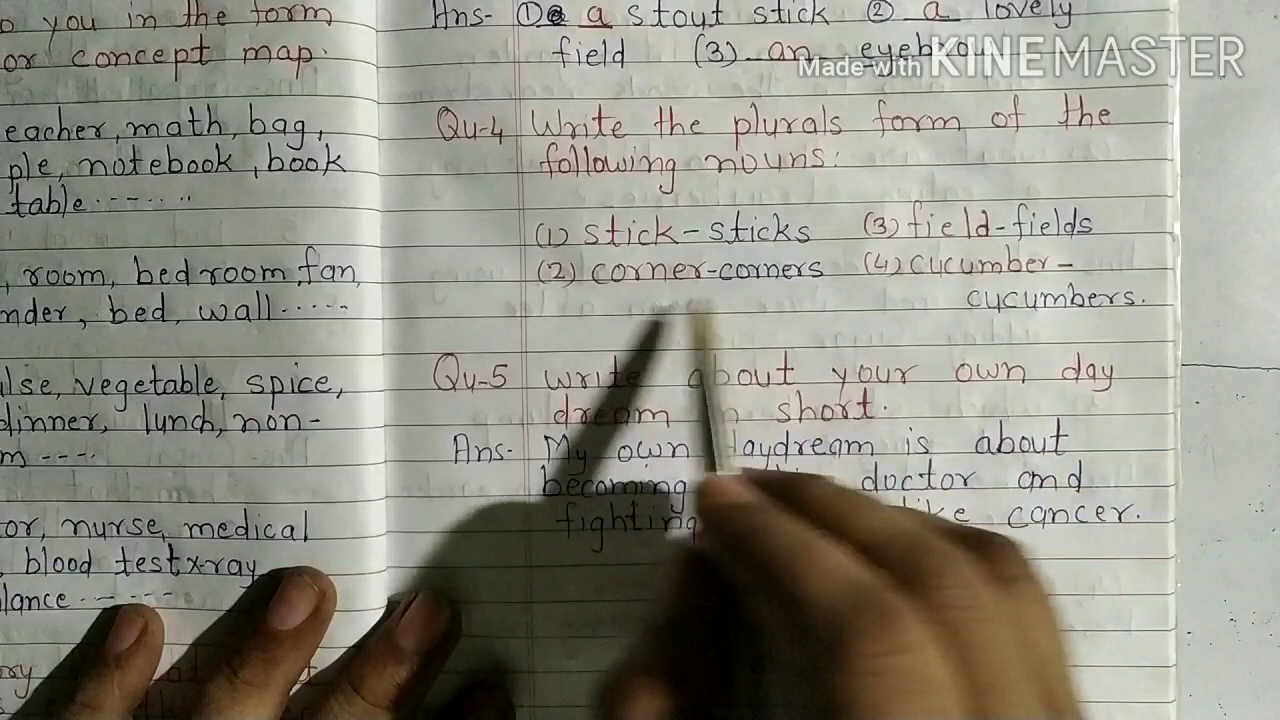 o you in the form
or concept map.
eacher, math, bag,
ple, notebook, book
table.......
, room, bedroom, fan,
nder, bed, wall.....
lse, vegetable, spice,
dinner, lunch, non-
m ----.
or, nurse, medical
, blood test x-ray
lance.-----
Ans- ① a stout stick ② a lovely
field (3) an eyebrow
Made with KINEMASTER
Qu-4 Write the plurals form of the
following nouns:
(1) stick-sticks (3) field-fields
(2) corner-corners (4) cucumber-
cucumbers.
Qu-5 write about your own day
dream in short.
Ans- My own daydream is about
becoming doctor and
fighting like cancer.